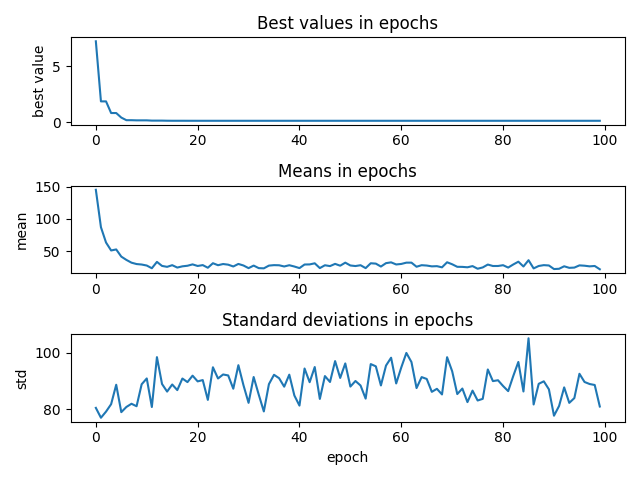 Best values in epochs
5
0
best value
0 20 40 60 80 100
Means in epochs
150
100
50
mean
0 20 40 60 80 100
Standard deviations in epochs
100
80
std
0 20 40 60 80 100
epoch